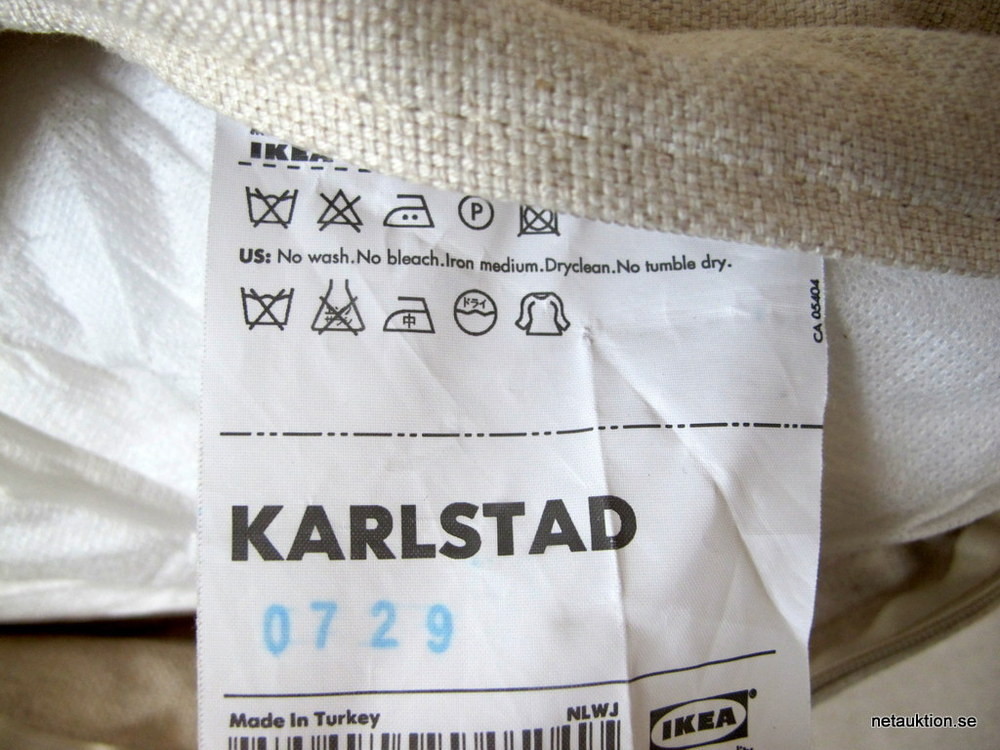 IKEA
P
US: No wash.No bleach.Iron medium.Dryclean.No tumble dry.
中 ドライ
CA 05404
KARLSTAD
0729
Made In Turkey
NLWJ
IKEA®
netauktion.se